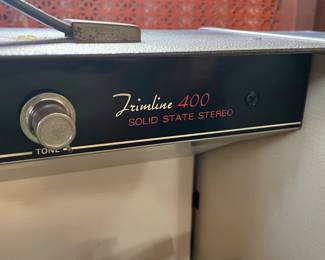 Trimline 400
SOLID STATE STEREO
TONE